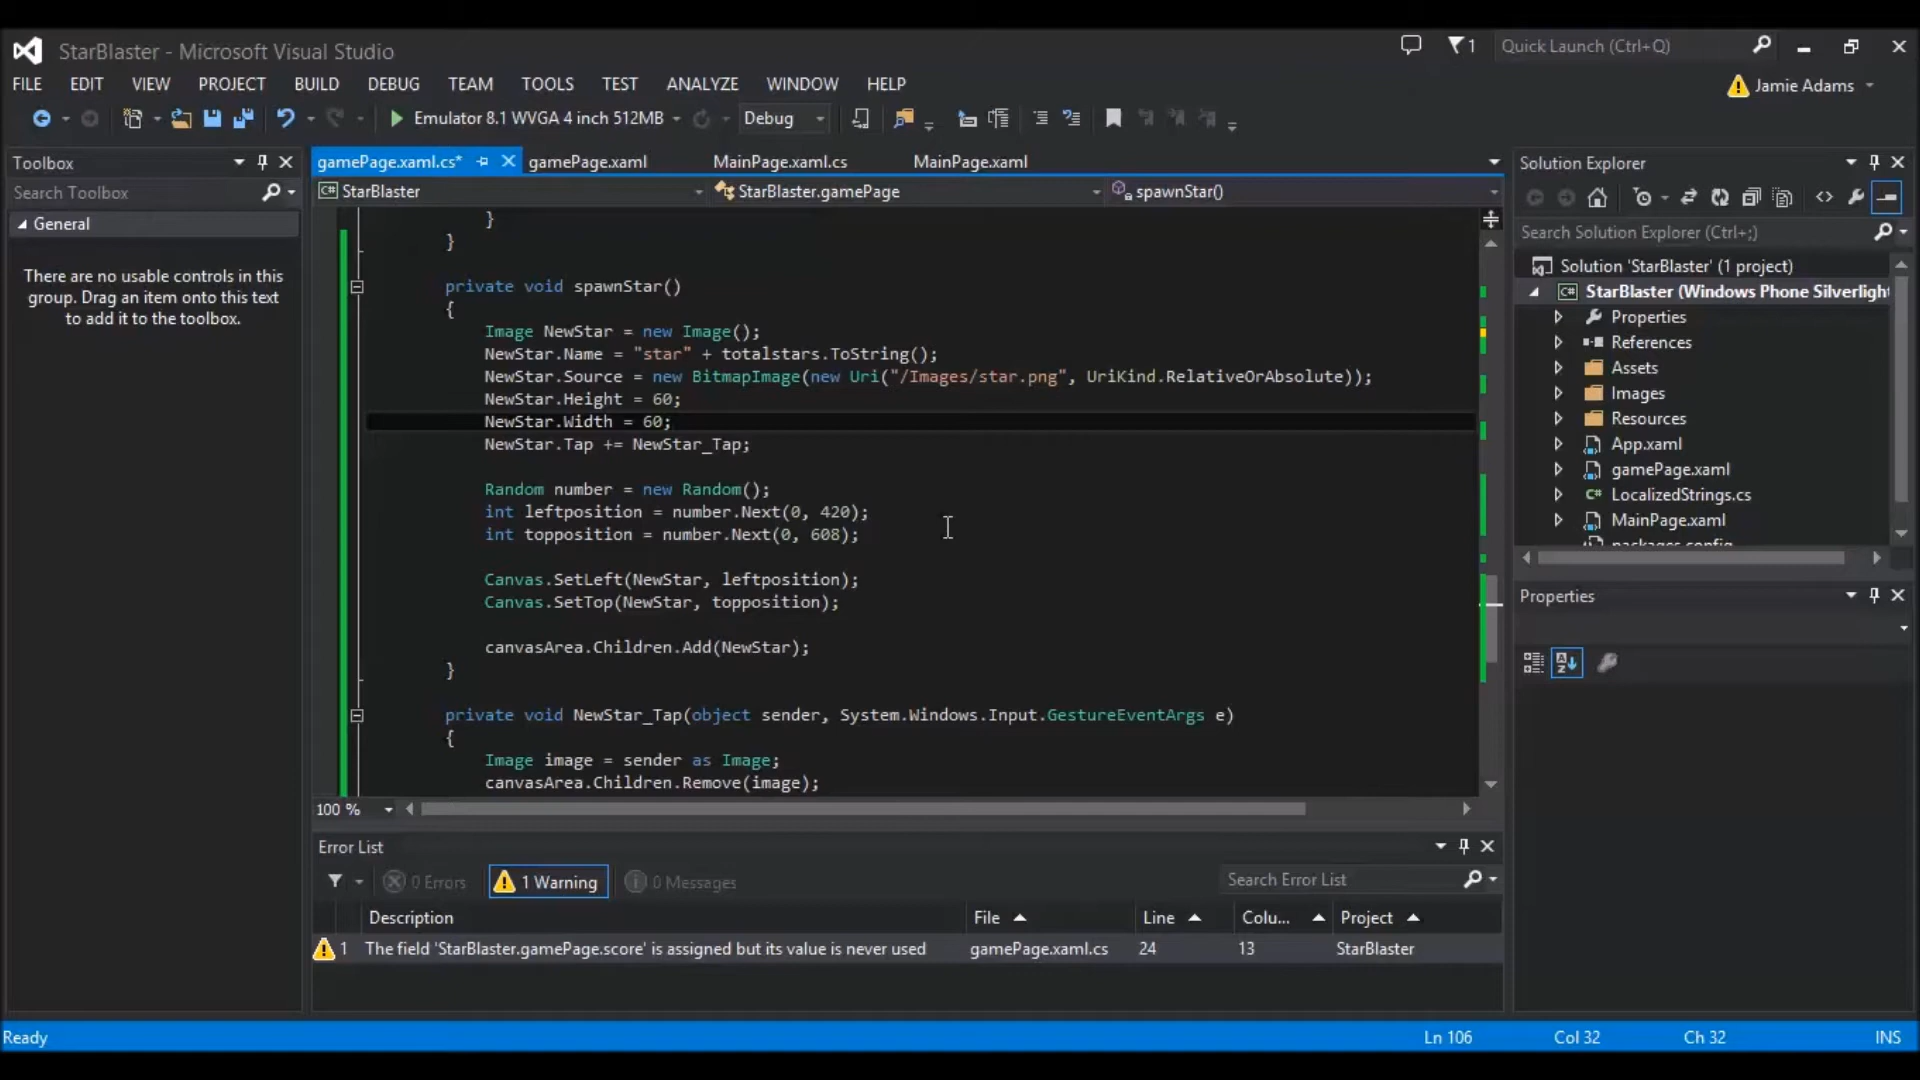 StarBlaster - Microsoft Visual Studio
1
Quick Launch (Ctrl+Q)
FILE EDIT VIEW PROJECT BUILD DEBUG TEAM TOOLS TEST ANALYZE WINDOW HELP
Jamie Adams
Emulator 8.1 WVGA 4 inch 512MB
Debug
Toolbox
Search Toolbox
General
There are no usable controls in this
group. Drag an item onto this text
to add it to the toolbox.
gamePage.xaml.cs* gamePage.xaml MainPage.xaml.cs MainPage.xaml
C# StarBlaster StarBlaster.gamePage spawnStar()
}
}
private void spawnStar()
{
Image NewStar = new Image();
NewStar.Name = "star" + totalstars.ToString();
NewStar.Source = new BitmapImage(new Uri("/Images/star.png", UriKind.RelativeOrAbsolute));
NewStar.Height = 60;
NewStar.Width = 60;
NewStar.Tap += NewStar_Tap;
Random number = new Random();
int leftposition = number.Next(0, 420);
int topposition = number.Next(0, 608);
Canvas.SetLeft(NewStar, leftposition);
Canvas.SetTop(NewStar, topposition);
canvasArea.Children.Add(NewStar);
}
private void NewStar_Tap(object sender, System.Windows.Input.GestureEventArgs e)
{
Image image = sender as Image;
canvasArea.Children.Remove(image);
100 %
Solution Explorer
Search Solution Explorer (Ctrl+;)
Solution 'StarBlaster' (1 project)
C# StarBlaster (Windows Phone Silverligh
Properties
References
Assets
Images
Resources
App.xaml
gamePage.xaml
C# LocalizedStrings.cs
MainPage.xaml
packages.config
Properties
Error List
0 Errors 1 Warning 0 Messages
Search Error List
Description File Line Colu... Project
1 The field 'StarBlaster.gamePage.score' is assigned but its value is never used gamePage.xaml.cs 24 13 StarBlaster
Ready Ln 106 Col 32 Ch 32 INS